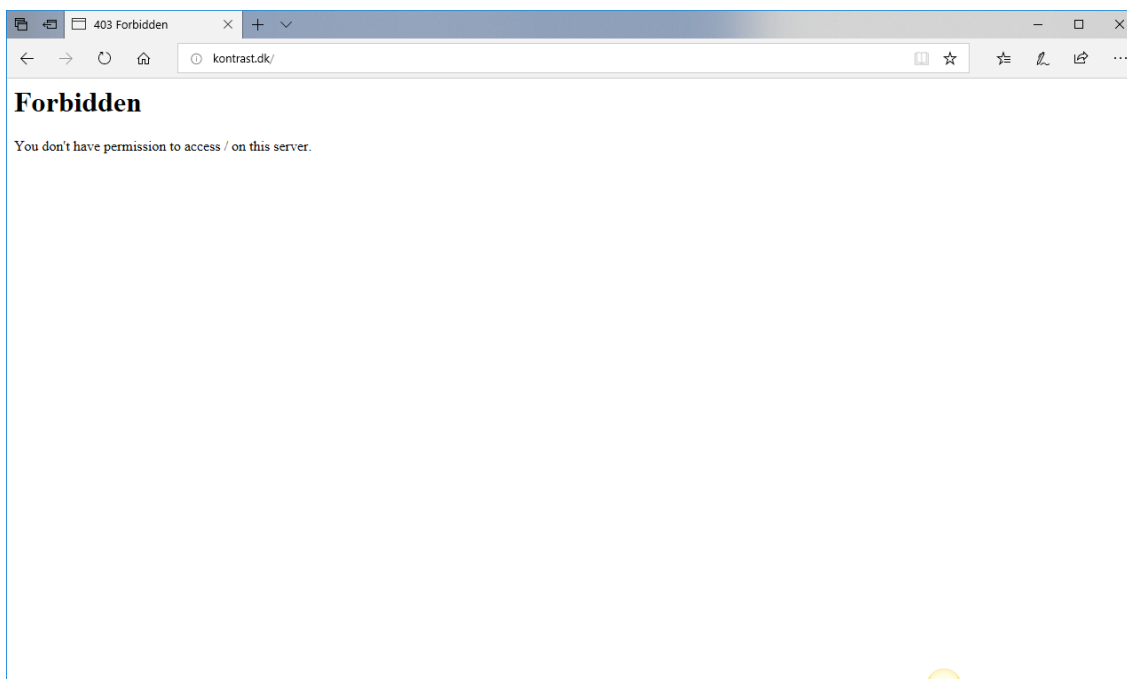 403 Forbidden
kontrast.dk/
Forbidden
You don't have permission to access / on this server.